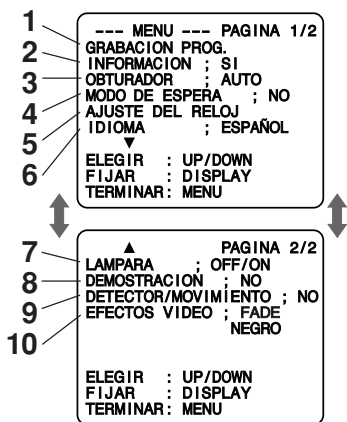 1
2
3
4
5
6
--- MENU --- PAGINA 1/2
GRABACION PROG.
INFORMACION ; SI
OBTURADOR ; AUTO
MODO DE ESPERA ; NO
AJUSTE DEL RELOJ
IDIOMA ; ESPAÑOL
▼
ELEGIR : UP/DOWN
FIJAR : DISPLAY
TERMINAR: MENU
7
8
9
10
▲ PAGINA 2/2
LAMPARA ; OFF/ON
DEMOSTRACION ; NO
DETECTOR/MOVIMIENTO ; NO
EFECTOS VIDEO ; FADE
NEGRO
ELEGIR : UP/DOWN
FIJAR : DISPLAY
TERMINAR: MENU